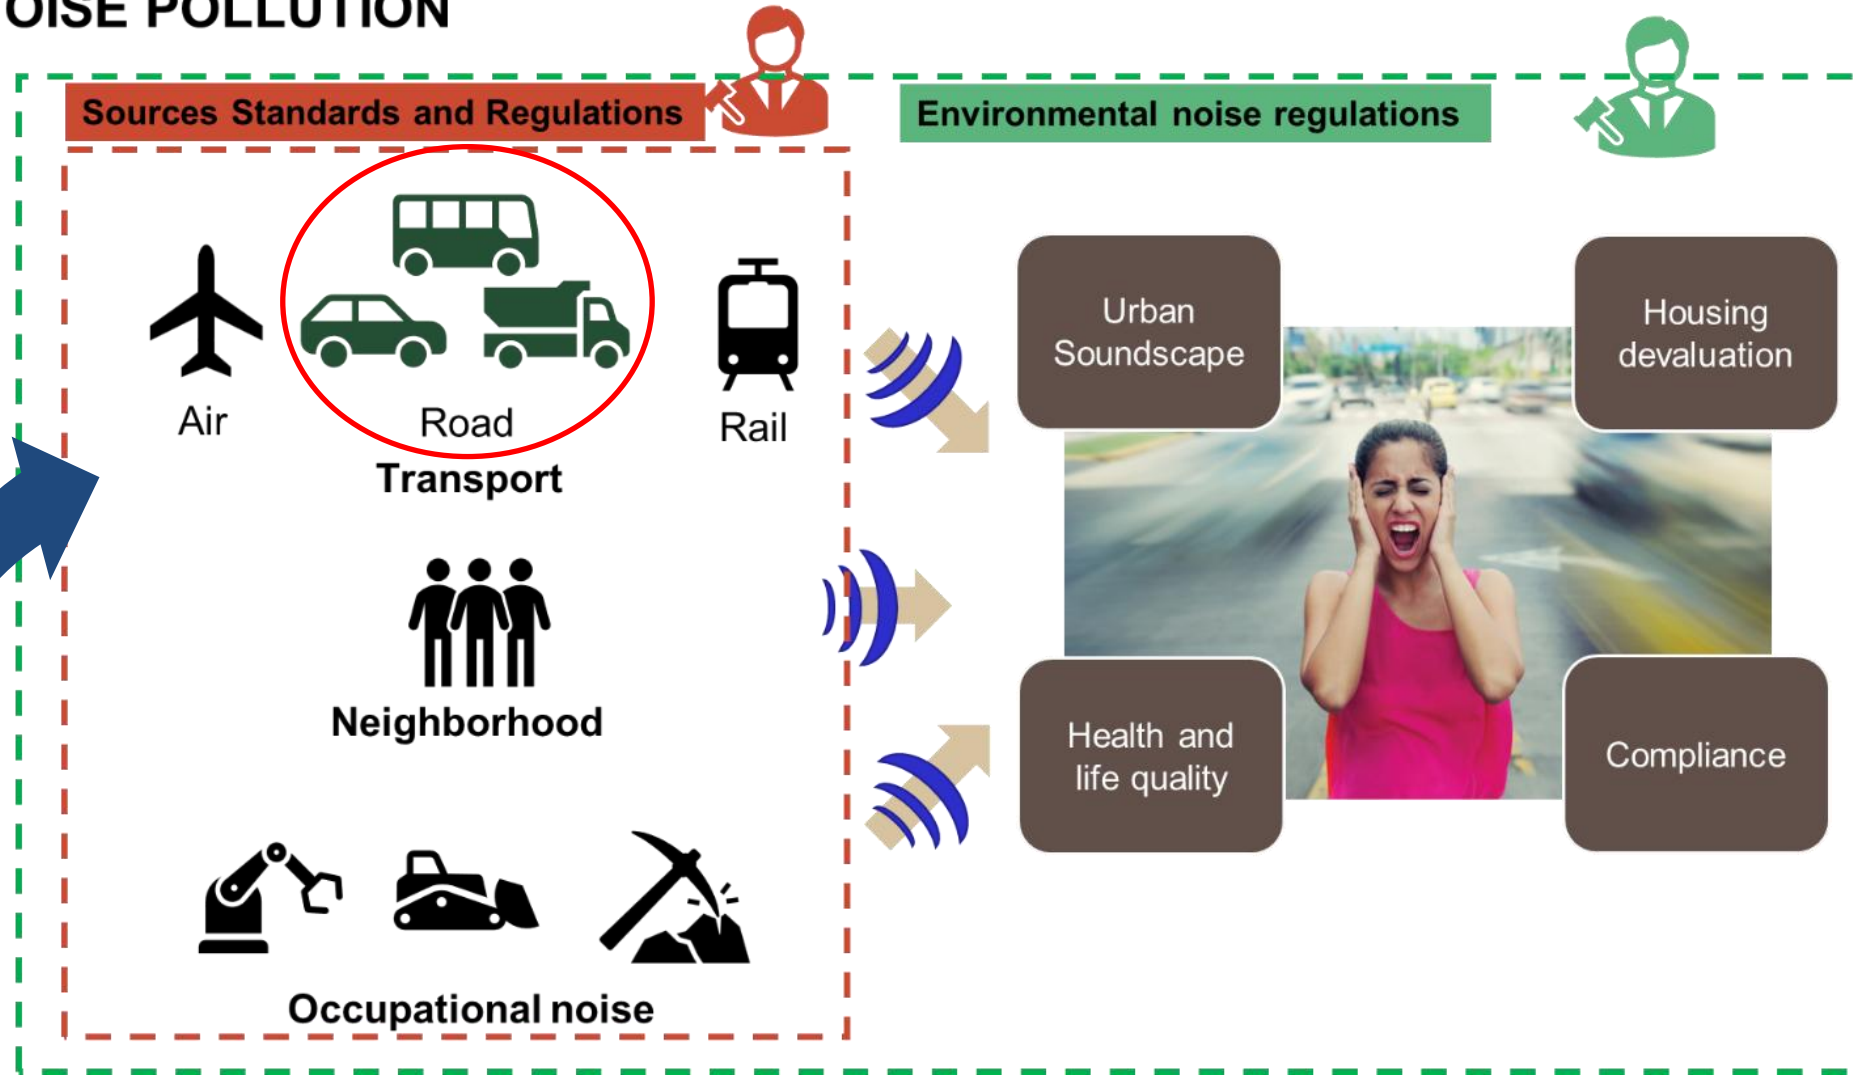 OISE POLLUTION
Sources Standards and Regulations
Environmental noise regulations
Air
Road
Rail
Transport
Neighborhood
Occupational noise
Urban
Soundscape
Housing
devaluation
Health and
life quality
Compliance